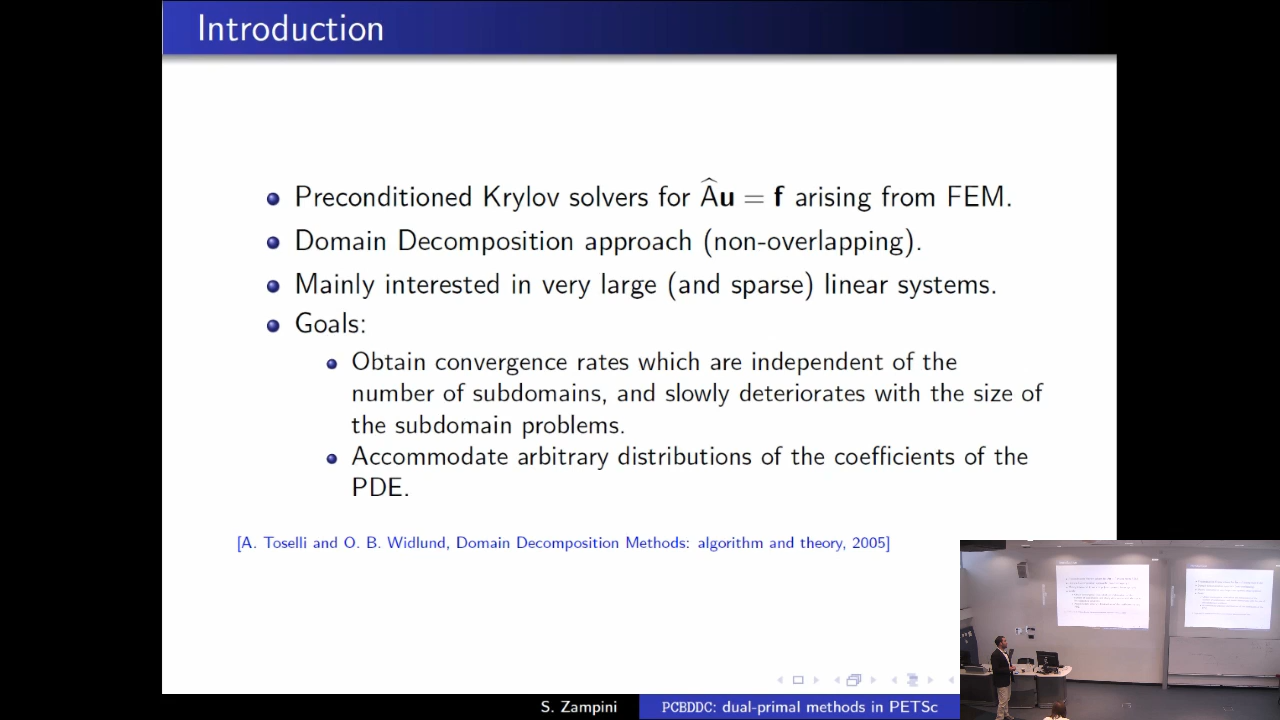 Introduction
Preconditioned Krylov solvers for Âu = f arising from FEM.
Domain Decomposition approach (non-overlapping).
Mainly interested in very large (and sparse) linear systems.
Goals:
Obtain convergence rates which are independent of the
number of subdomains, and slowly deteriorates with the size of
the subdomain problems.
Accommodate arbitrary distributions of the coefficients of the
PDE.
[A. Toselli and O. B. Widlund, Domain Decomposition Methods: algorithm and theory, 2005]
S. Zampini
PCBDDC: dual-primal methods in PETSc